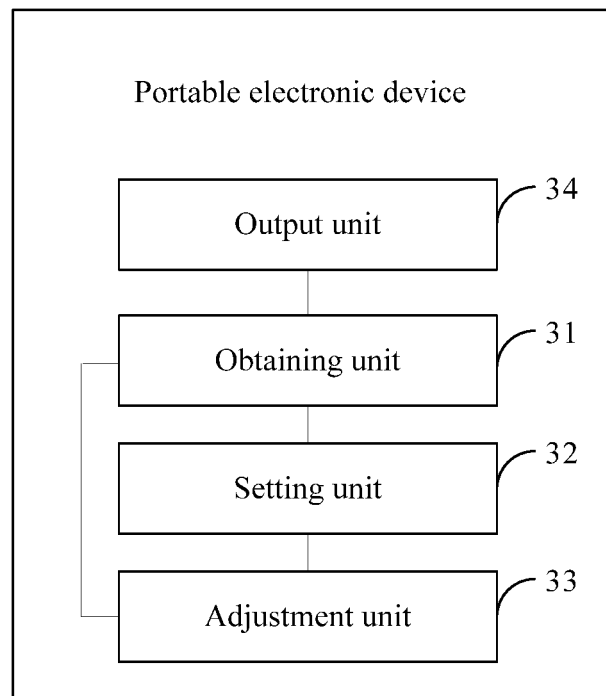 Portable electronic device
34
Output unit
31
Obtaining unit
32
Setting unit
33
Adjustment unit